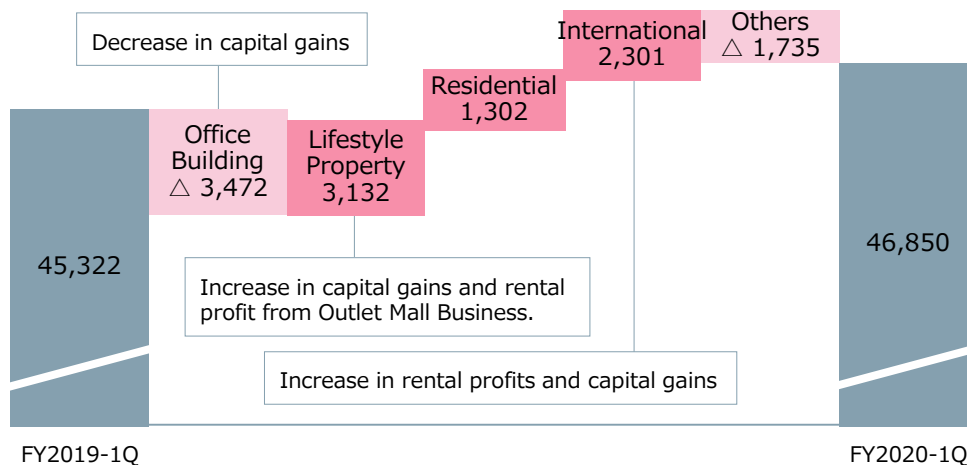 Decrease in capital gains
International
2,301
Others
△ 1,735
Residential
1,302
Office
Building
△ 3,472
Lifestyle
Property
3,132
45,322
46,850
Increase in capital gains and rental
profit from Outlet Mall Business.
Increase in rental profits and capital gains
FY2019-1Q
FY2020-1Q